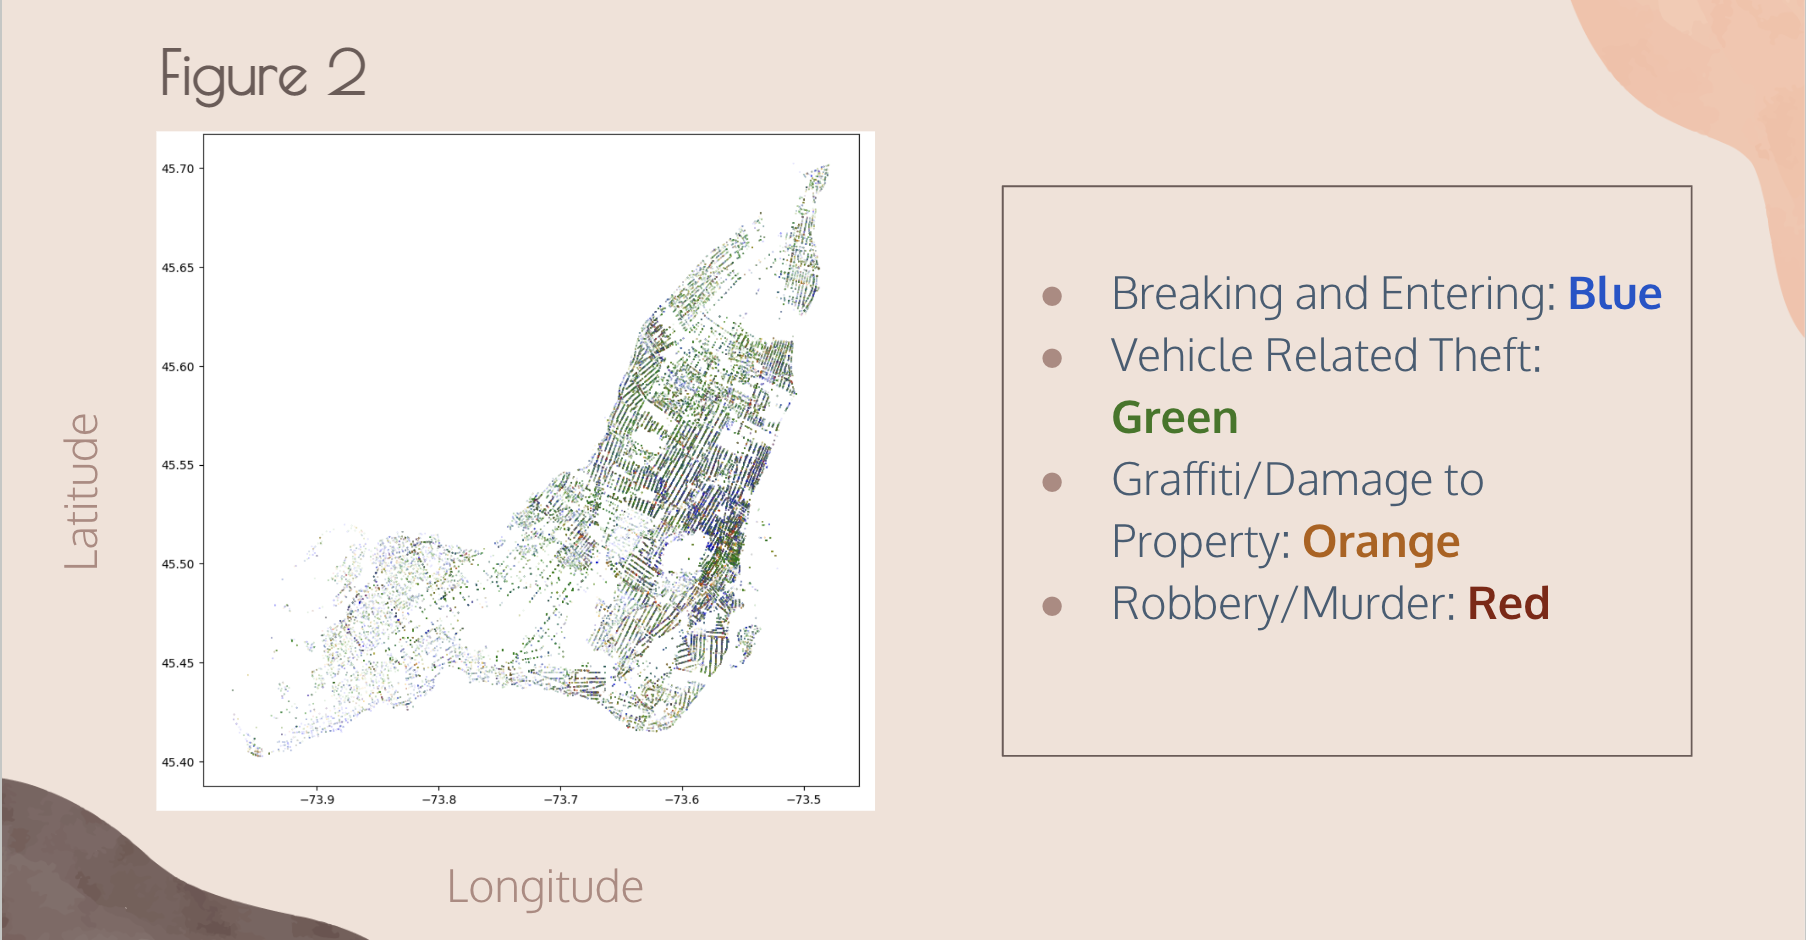 Figure 2
45.70
45.65
45.60
45.55
45.50
45.45
45.40
−73.9 −73.8 −73.7 −73.6 −73.5
Latitude
Longitude
Breaking and Entering: Blue
Vehicle Related Theft:
Green
Graffiti/Damage to
Property: Orange
Robbery/Murder: Red